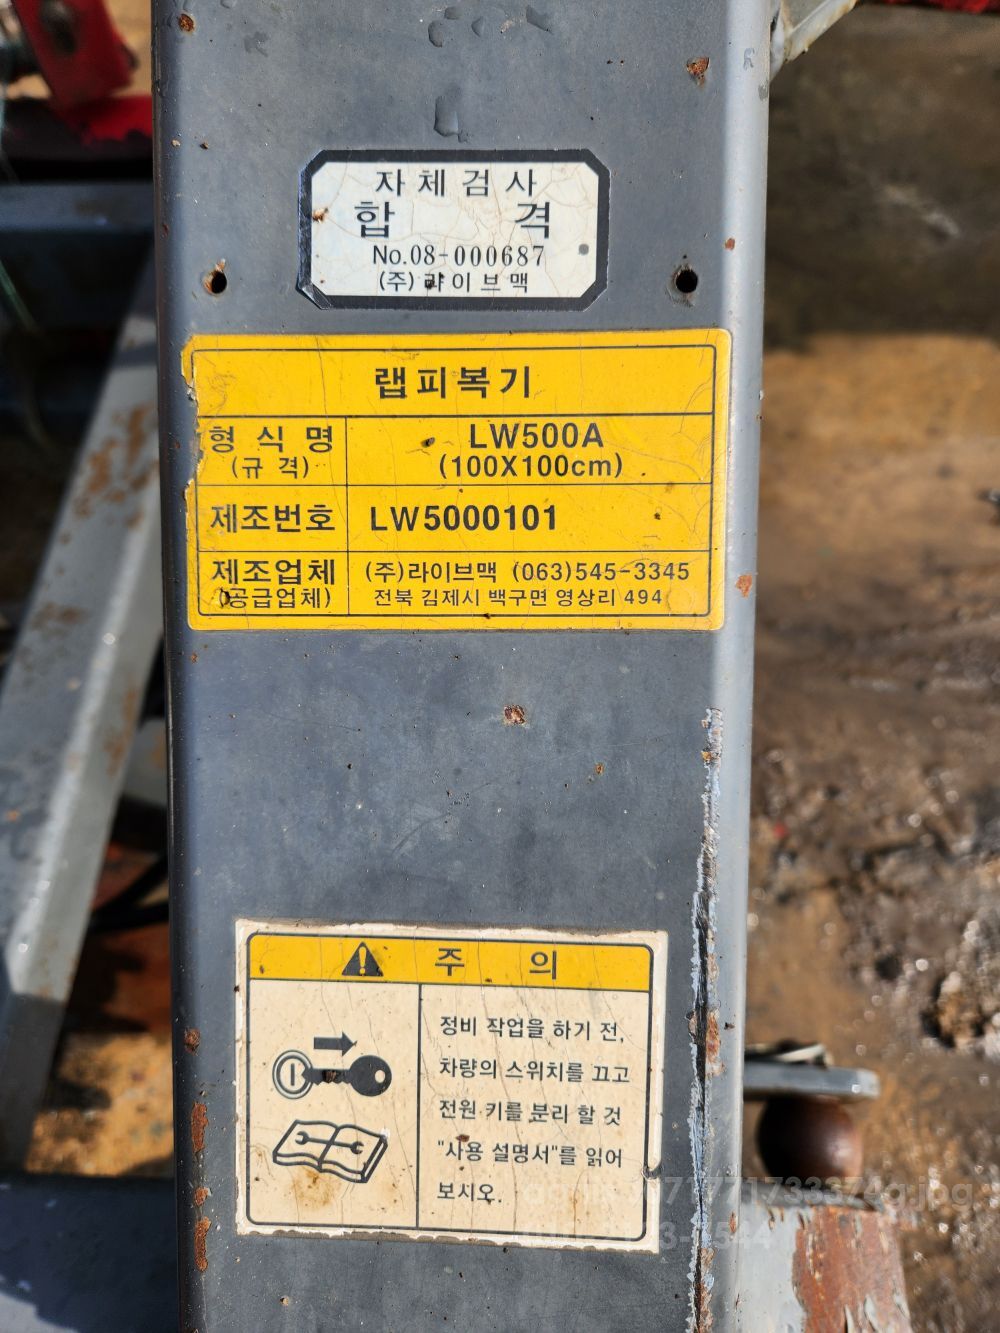 자체검사
합 격
No.08-000687
(주) 라이브맥
랩피복기
형식명 LW500A
(규격) (100X100cm)
제조번호 LW5000101
제조업체 (주)라이브맥 (063)545-3345
(공급업체) 전북 김제시 백구면 영상리 494
주 의
정비 작업을 하기 전,
차량의 스위치를 끄고
전원 키를 분리 할 것
"사용 설명서"를 읽어
보시오.